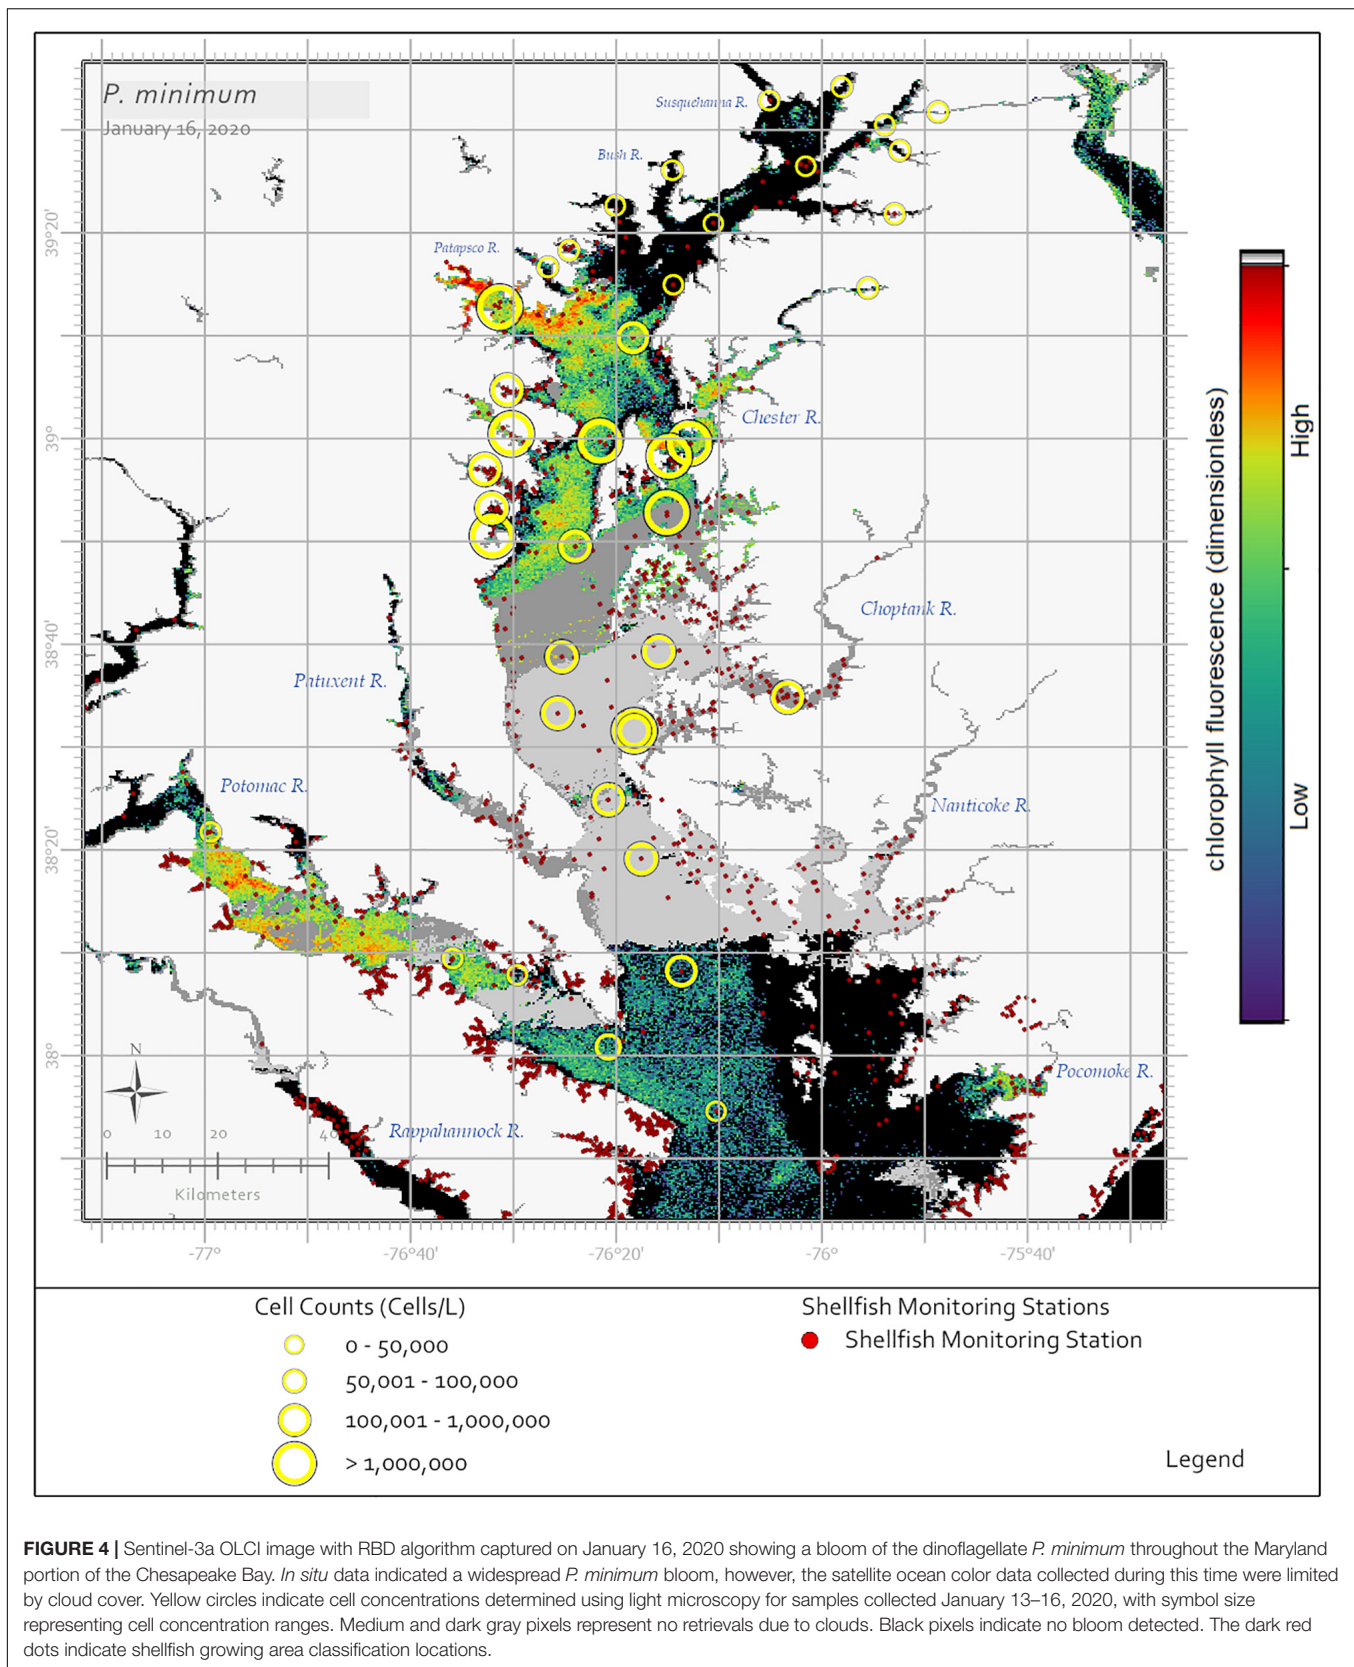 P. minimum
January 16, 2020
Susquehanna R.
Bush R.
Patapsco R.
Chester R.
Choptank R.
Patuxent R.
Potomac R.
Nanticoke R.
Pocomoke R.
Rappahannock R.
39°20'
39°
38°40'
38°20'
38°
N
0 10 20 40
Kilometers
-77° -76°40' -76°20' -76° -75°40'
chlorophyll fluorescence (dimensionless)
High
Low
Cell Counts (Cells/L)
0 - 50,000
50,001 - 100,000
100,001 - 1,000,000
> 1,000,000
Shellfish Monitoring Stations
Shellfish Monitoring Station
Legend
FIGURE 4 | Sentinel-3a OLCI image with RBD algorithm captured on January 16, 2020 showing a bloom of the dinoflagellate P. minimum throughout the Maryland
portion of the Chesapeake Bay. In situ data indicated a widespread P. minimum bloom, however, the satellite ocean color data collected during this time were limited
by cloud cover. Yellow circles indicate cell concentrations determined using light microscopy for samples collected January 13–16, 2020, with symbol size
representing cell concentration ranges. Medium and dark gray pixels represent no retrievals due to clouds. Black pixels indicate no bloom detected. The dark red
dots indicate shellfish growing area classification locations.